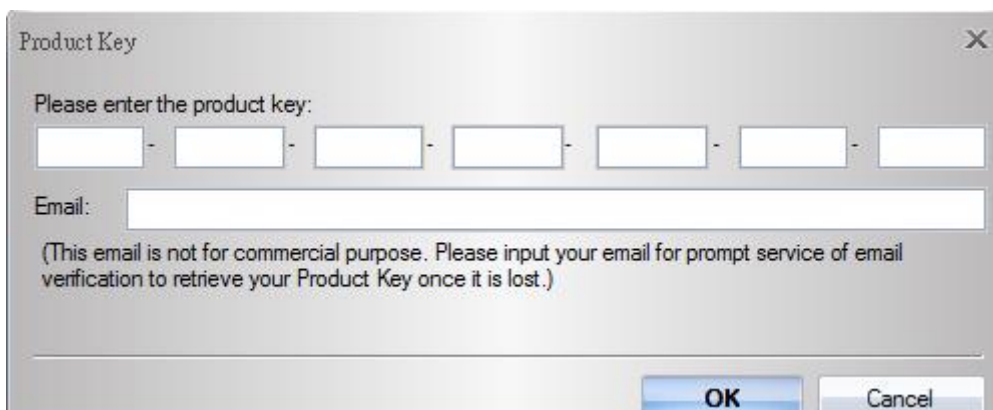 Product Key
Please enter the product key:
- - - - - -
Email:
(This email is not for commercial purpose. Please input your email for prompt service of email
verification to retrieve your Product Key once it is lost.)
OK Cancel